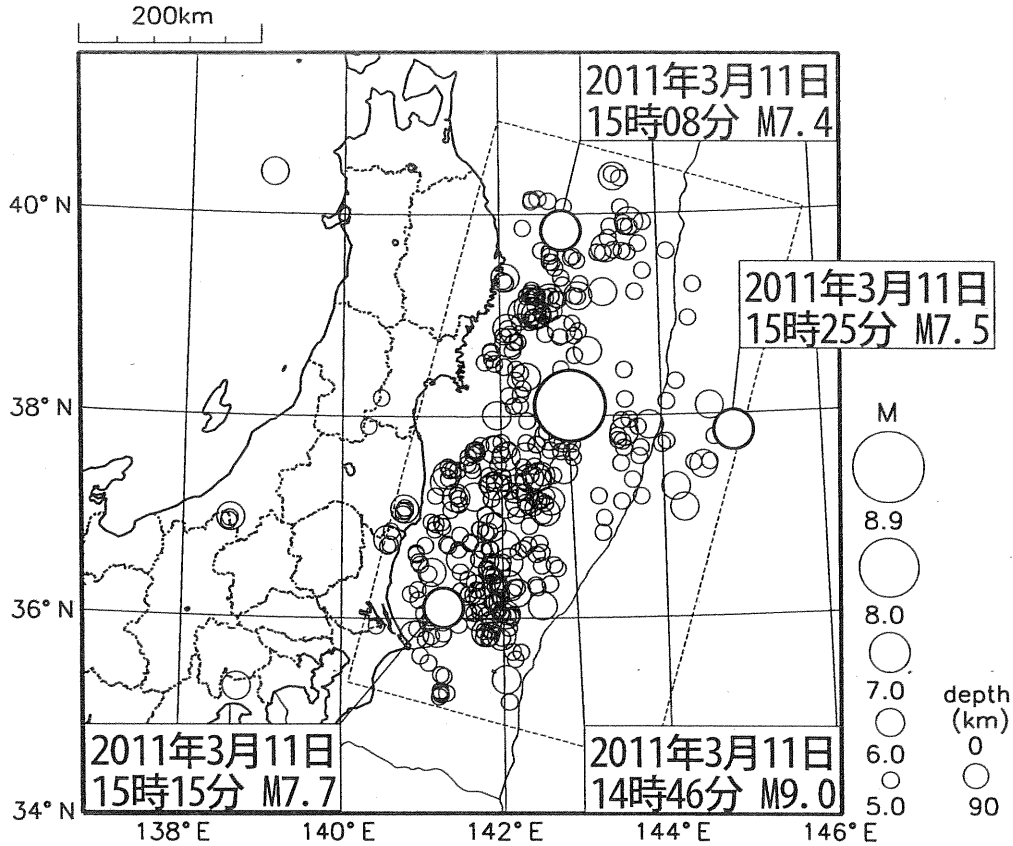 200km
2011年3月11日
15時08分 M7.4
40°N
2011年3月11日
15時25分 M7.5
38°N
M
8.9
36°N
8.0
7.0
depth
(km)
6.0
0
2011年3月11日
15時15分 M7.7
2011年3月11日
14時46分 M9.0
5.0
90
34°N
138°E
140°E
142°E
144°E
146°E